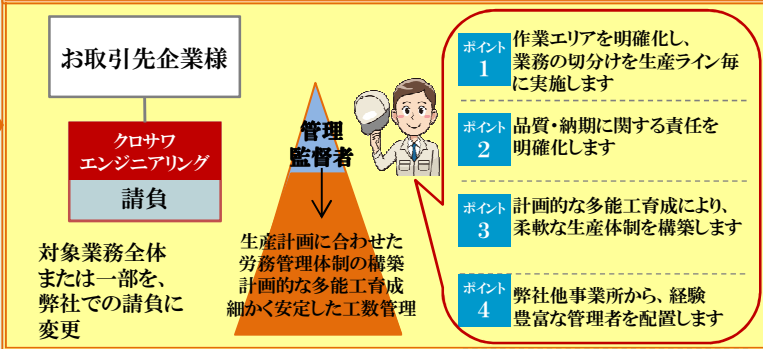 お取引先企業様
クロサワ
エンジニアリング
請負
対象業務全体
または一部を、
弊社での請負に
変更
管理
監督者
生産計画に合わせた
労務管理体制の構築
計画的な多能工育成
細かく安定した工数管理
ポイント
1
作業エリアを明確化し、
業務の切分けを生産ライン毎
に実施します
ポイント
2
品質・納期に関する責任を
明確化します
ポイント
3
計画的な多能工育成により、
柔軟な生産体制を構築します
ポイント
4
弊社他事業所から、経験
豊富な管理者を配置します